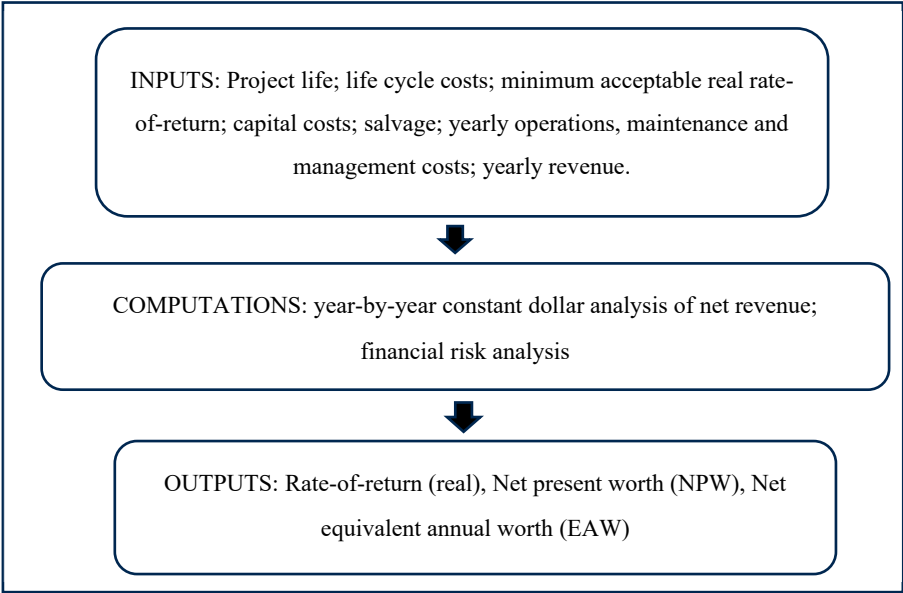 INPUTS: Project life; life cycle costs; minimum acceptable real rate-
of-return; capital costs; salvage; yearly operations, maintenance and
management costs; yearly revenue.
COMPUTATIONS: year-by-year constant dollar analysis of net revenue;
financial risk analysis
OUTPUTS: Rate-of-return (real), Net present worth (NPW), Net
equivalent annual worth (EAW)